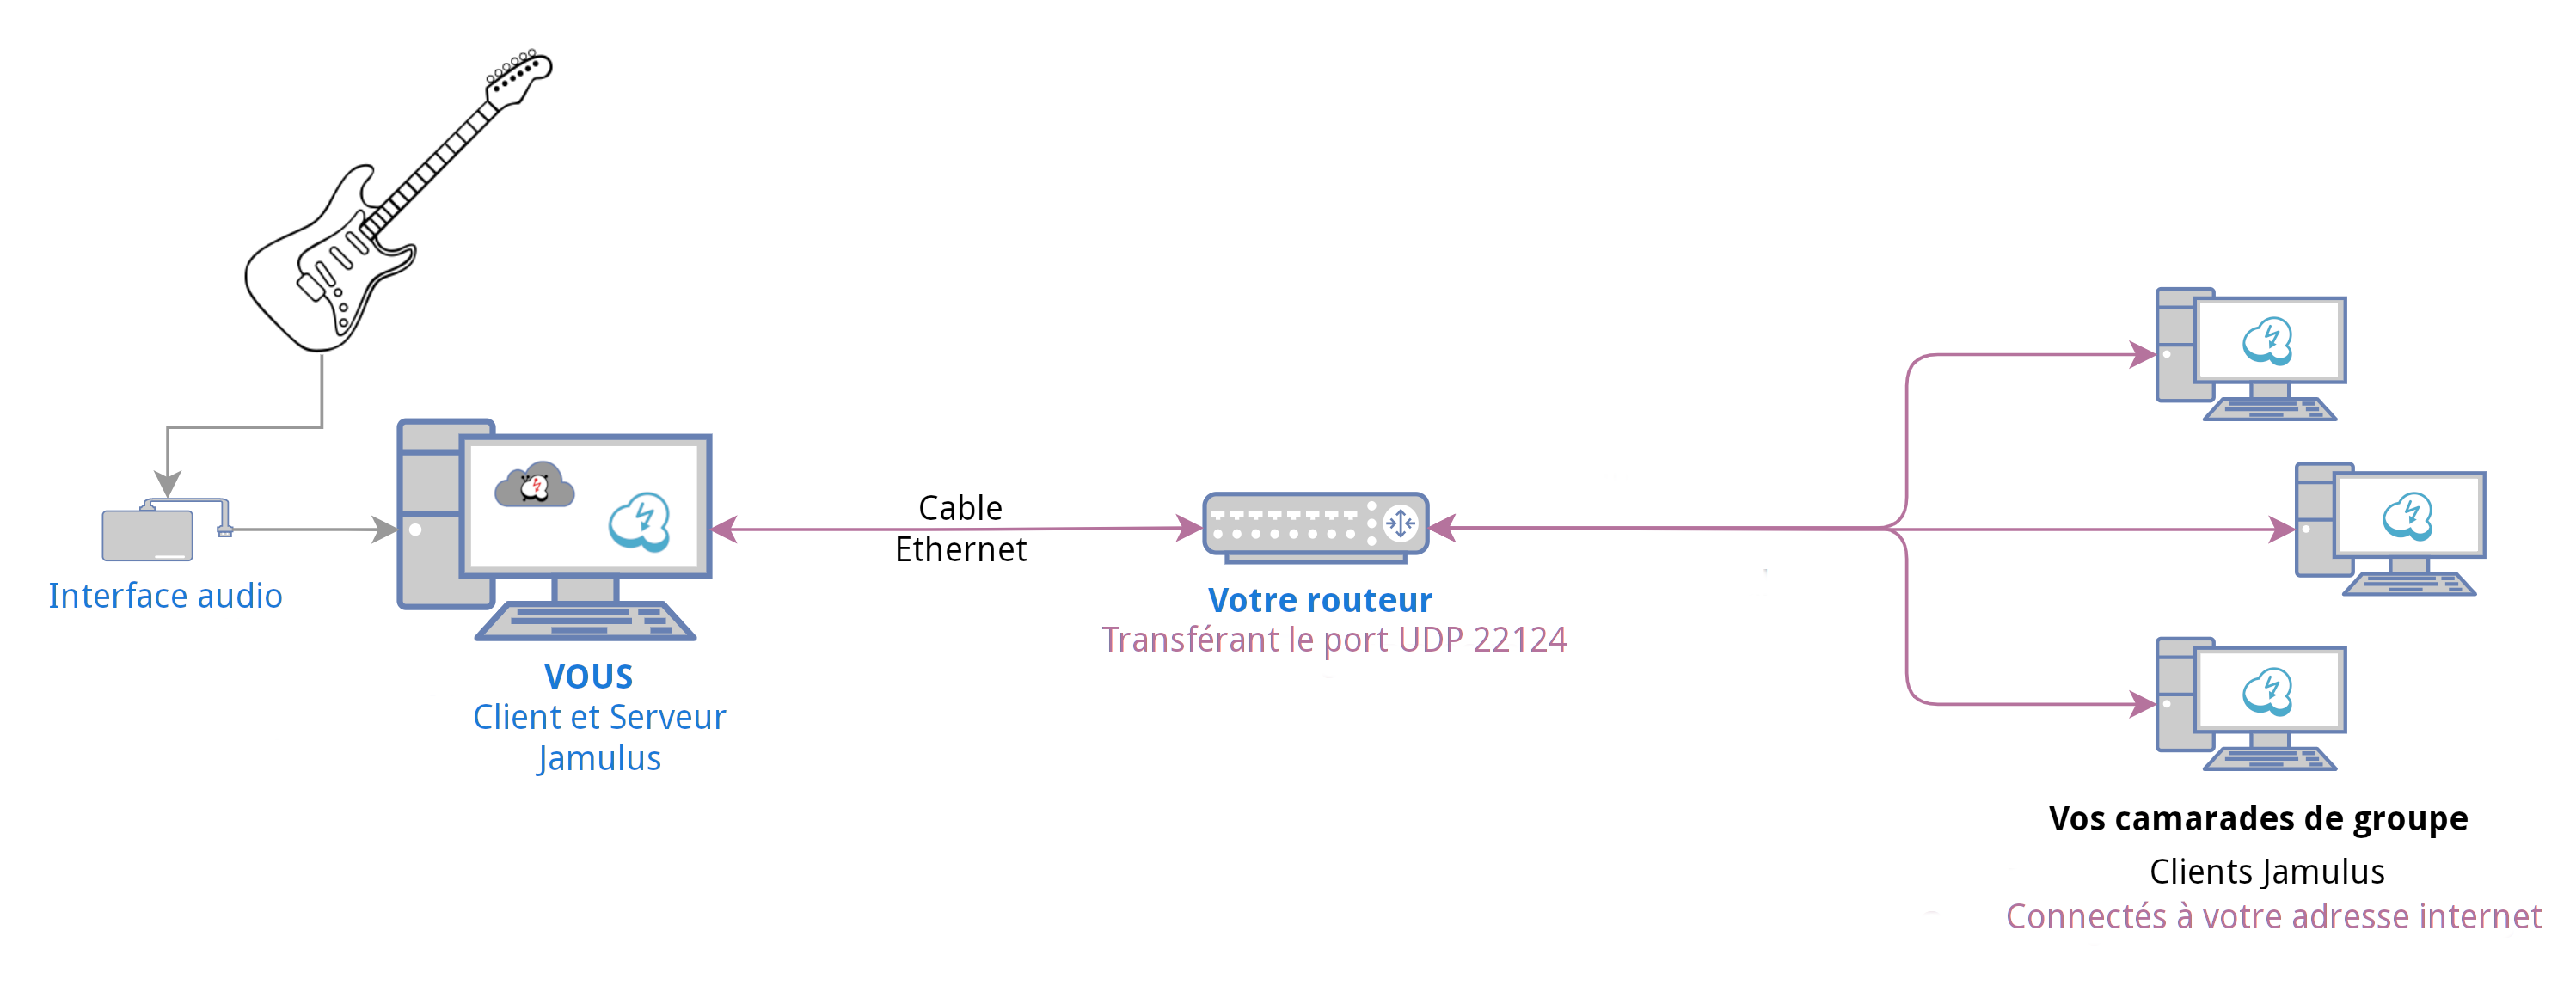 Interface audio
VOUS
Client et Serveur
Jamulus
Cable
Ethernet
Votre routeur
Transférant le port UDP 22124
Vos camarades de groupe
Clients Jamulus
Connectés à votre adresse internet